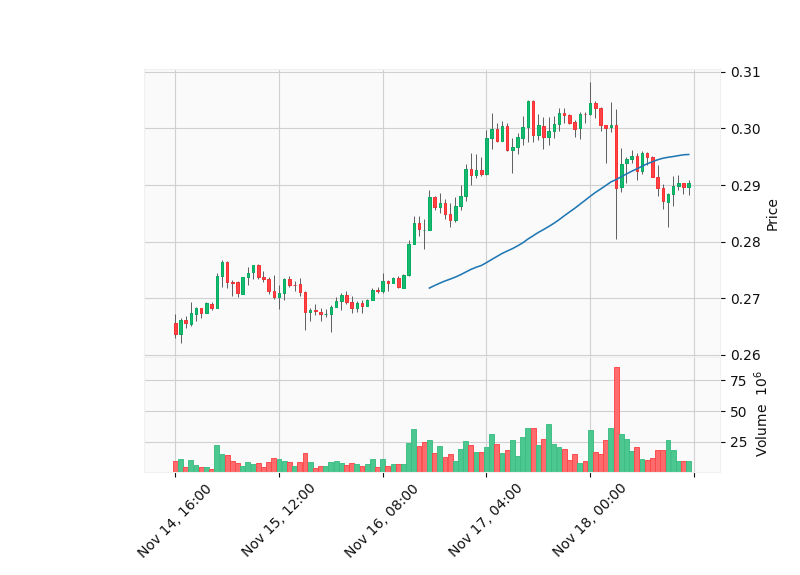 0.31
0.30
0.29
0.28
0.27
0.26
Price
75
50
25
Volume 10^6
Nov 14, 16:00
Nov 15, 12:00
Nov 16, 08:00
Nov 17, 04:00
Nov 18, 00:00